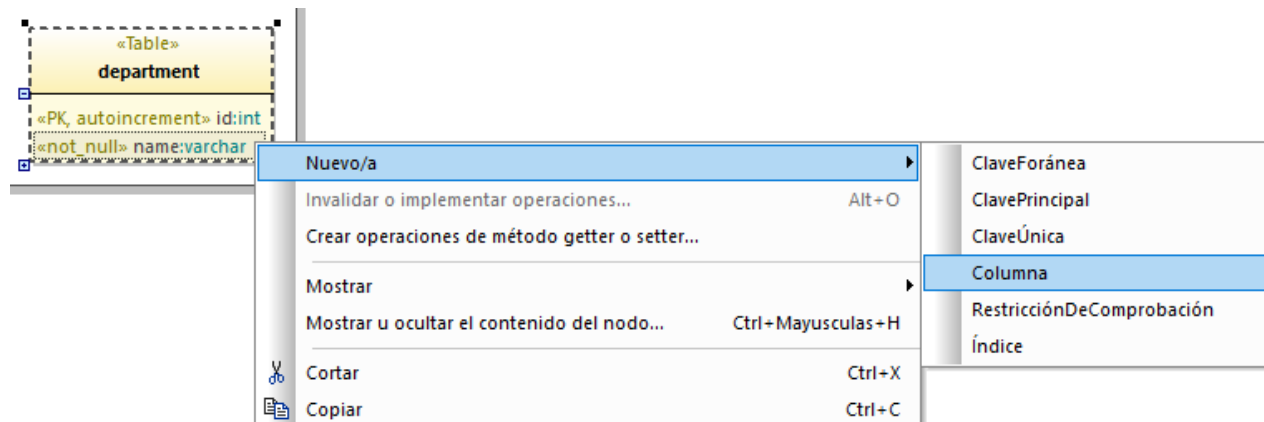 «Table»
department
«PK, autoincrement» id:int
«not_null» name:varchar
Nuevo/a
Invalidar o implementar operaciones... Alt+O
Crear operaciones de método getter o setter...
Mostrar
Mostrar u ocultar el contenido del nodo... Ctrl+Mayusculas+H
Cortar Ctrl+X
Copiar Ctrl+C
ClaveForánea
ClavePrincipal
ClaveÚnica
Columna
RestricciónDeComprobación
Índice